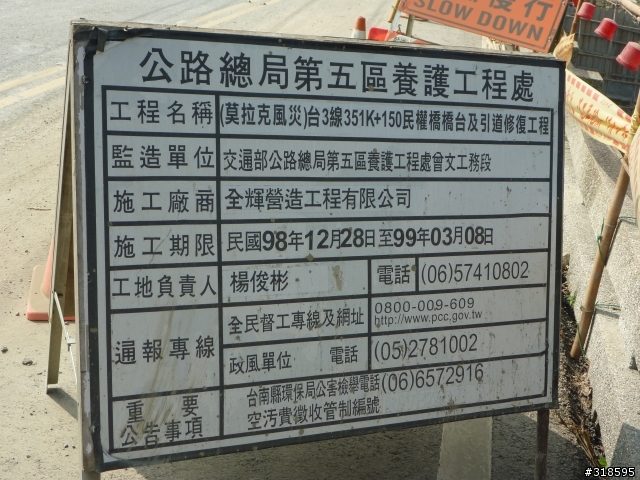 慢行
SLOW DOWN
公路總局第五區養護工程處
工程名稱 (莫拉克風災)台3線351K+150民權橋橋台及引道修復工程
監造單位 交通部公路總局第五區養護工程處曾文工務段
施工廠商 全輝營造工程有限公司
施工期限 民國98年12月28日至99年03月08日
工地負責人 楊俊彬 電話 (06)57410802
通報專線 全民督工專線及網址 0800-009-609
http://www.pcc.gov.tw
政風單位 電話 (05)2781002
重要公告事項 台南縣環保局公害檢舉電話(06)6572916
空汚費徵收管制編號
#318595